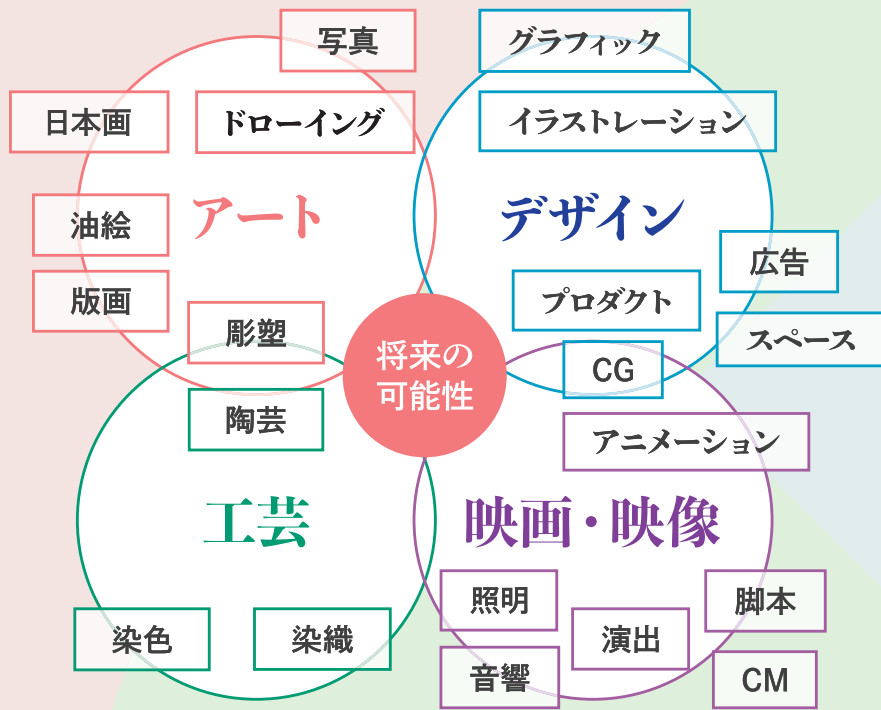 写真
グラフィック
日本画
ドローイング
イラストレーション
アート
デザイン
油絵
広告
版画
プロダクト
彫塑
スペース
将来の
可能性
CG
陶芸
アニメーション
工芸
映画・映像
照明
脚本
染色
染織
演出
音響
CM